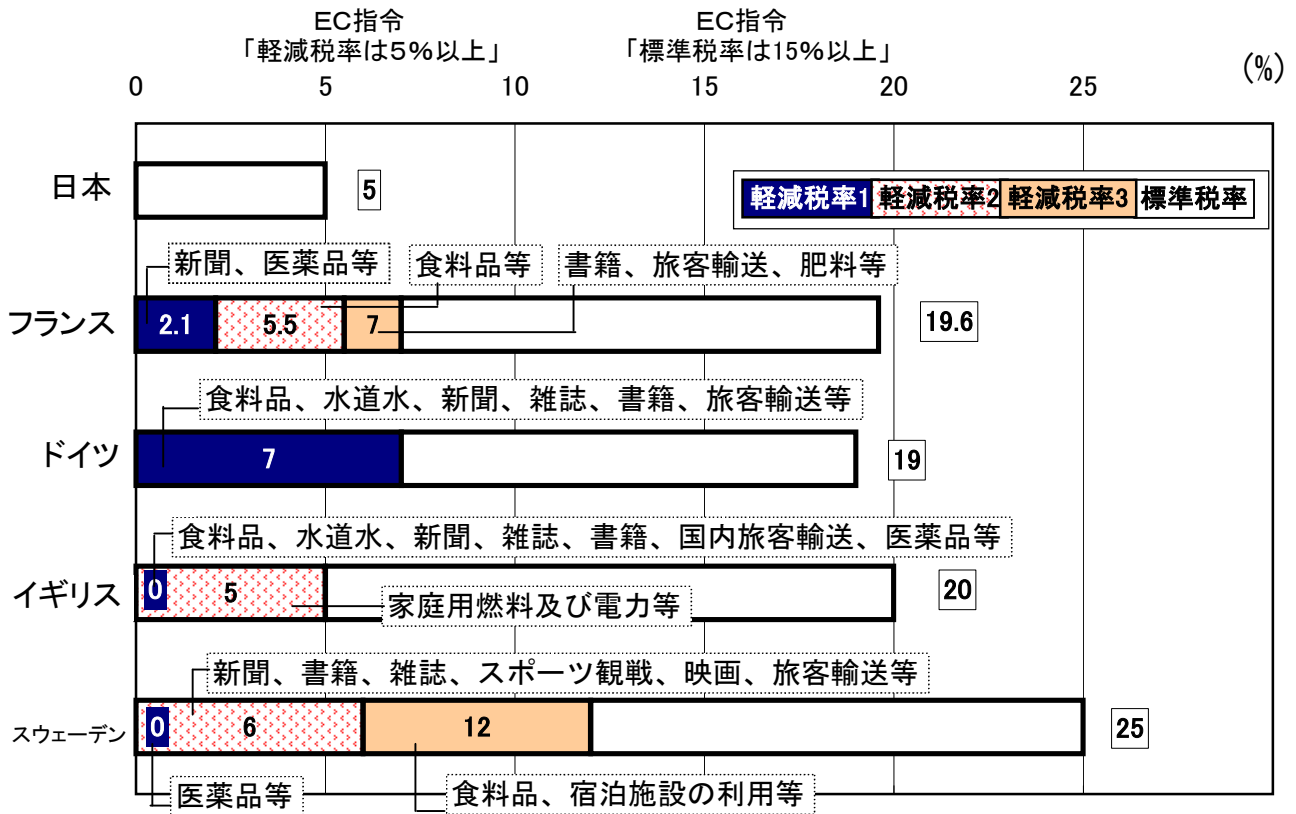 EC指令
「軽減税率は5%以上」
EC指令
「標準税率は15%以上」
(%)
0 5 10 15 20 25
日本
5
軽減税率1 軽減税率2 軽減税率3 標準税率
新聞、医薬品等
食料品等
書籍、旅客輸送、肥料等
フランス
2.1 5.5 7
19.6
食料品、水道水、新聞、雑誌、書籍、旅客輸送等
ドイツ
7
19
食料品、水道水、新聞、雑誌、書籍、国内旅客輸送、医薬品等
イギリス
0 5
20
家庭用燃料及び電力等
新聞、書籍、雑誌、スポーツ観戦、映画、旅客輸送等
スウェーデン
0 6 12
25
医薬品等
食料品、宿泊施設の利用等